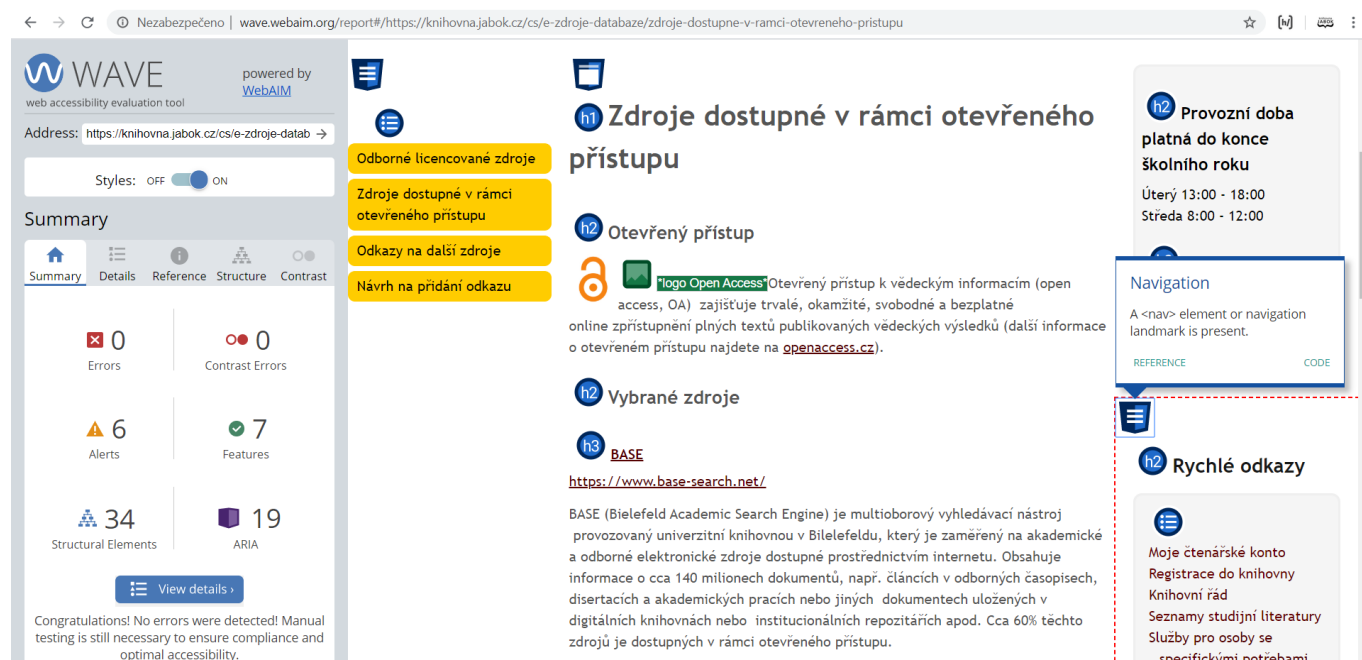 Nezabezpečeno | wave.webaim.org/report#/https://knihovna.jabok.cz/cs/e-zdroje-databaze/zdroje-dostupne-v-ramci-otevreneho-pristupu
WAVE
web accessibility evaluation tool
powered by
WebAIM
Address: https://knihovna.jabok.cz/cs/e-zdroje-datab
Styles: OFF ON
Summary
Summary Details Reference Structure Contrast
0
Errors
0
Contrast Errors
6
Alerts
7
Features
34
Structural Elements
19
ARIA
View details ›
Congratulations! No errors were detected! Manual
testing is still necessary to ensure compliance and
optimal accessibility.
Odborné licencované zdroje
Zdroje dostupné v rámci
otevřeného přístupu
Odkazy na další zdroje
Návrh na přidání odkazu
h1 Zdroje dostupné v rámci otevřeného
přístupu
h2 Otevřený přístup
*logo Open Access*Otevřený přístup k vědeckým informacím (open
access, OA) zajišťuje trvalé, okamžité, svobodné a bezplatné
online zpřístupnění plných textů publikovaných vědeckých výsledků (další informace
o otevřeném přístupu najdete na openaccess.cz).
h2 Vybrané zdroje
h3 BASE
https://www.base-search.net/
BASE (Bielefeld Academic Search Engine) je multioborový vyhledávací nástroj
provozovaný univerzitní knihovnou v Bilelefeldu, který je zaměřený na akademické
a odborné elektronické zdroje dostupné prostřednictvím internetu. Obsahuje
informace o cca 140 milionech dokumentů, např. článcích v odborných časopisech,
disertacích a akademických pracích nebo jiných dokumentech uložených v
digitálních knihovnách nebo institucionálních repozitářích apod. Cca 60% těchto
zdrojů je dostupných v rámci otevřeného přístupu.
h2 Provozní doba
platná do konce
školního roku
Úterý 13:00 - 18:00
Středa 8:00 - 12:00
Navigation
A <nav> element or navigation
landmark is present.
REFERENCE CODE
h2 Rychlé odkazy
Moje čtenářské konto
Registrace do knihovny
Knihovní řád
Seznamy studijní literatury
Služby pro osoby se
specifickými potřebami